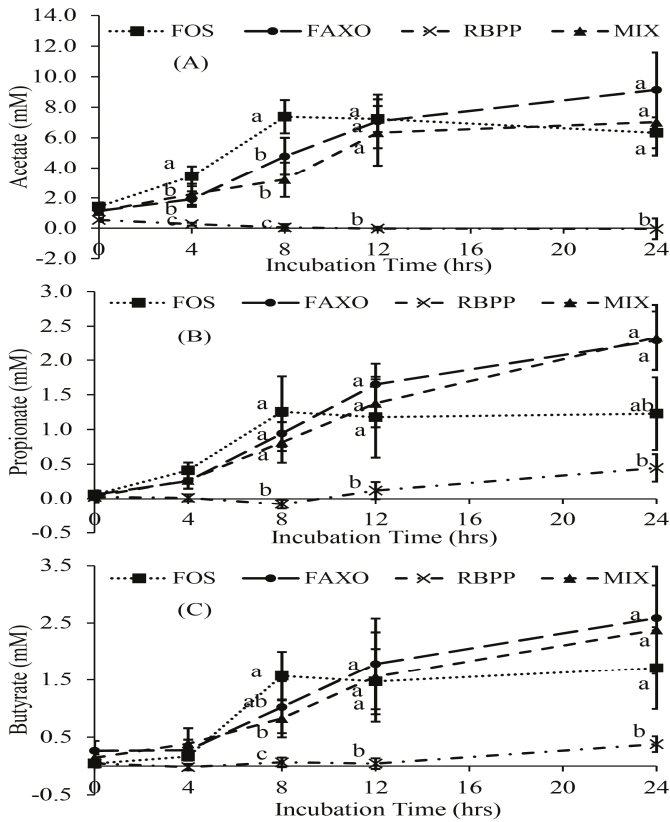 14.0
FOS FAXO RBPP MIX
12.0
(A)
10.0
8.0
6.0
4.0
2.0
0.0
-2.0
Acetate (mM)
a
a
a
a
a
a
b
b
a
a
b
b
c
c
b
b
0 4 8 12 16 20 24
Incubation Time (hrs)
3.0
FOS FAXO RBPP MIX
2.5
(B)
2.0
1.5
1.0
0.5
0.0
-0.5
Propionate (mM)
a
a
a
a
ab
a
a
a
a
b
b
b
0 4 8 12 16 20 24
Incubation Time (hrs)
3.5
FOS FAXO RBPP MIX
2.5
(C)
1.5
0.5
-0.5
Butyrate (mM)
a
a
a
a
a
a
a
ab
b
c
b
b
0 4 8 12 16 20 24
Incubation Time (hrs)